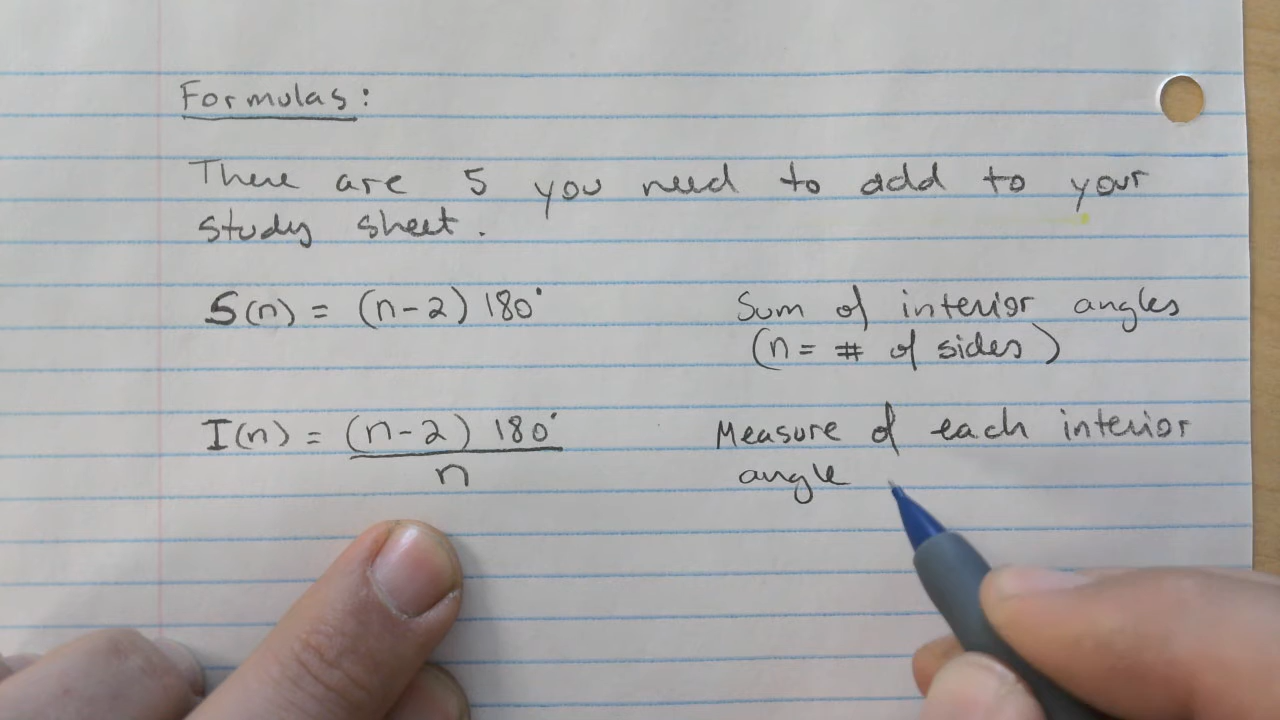 Formulas:
There are 5 you need to add to your
study sheet.
S(n) = (n-2) 180°
Sum of interior angles
(n = # of sides)
I(n) = (n-2) 180°
n
Measure of each interior
angle